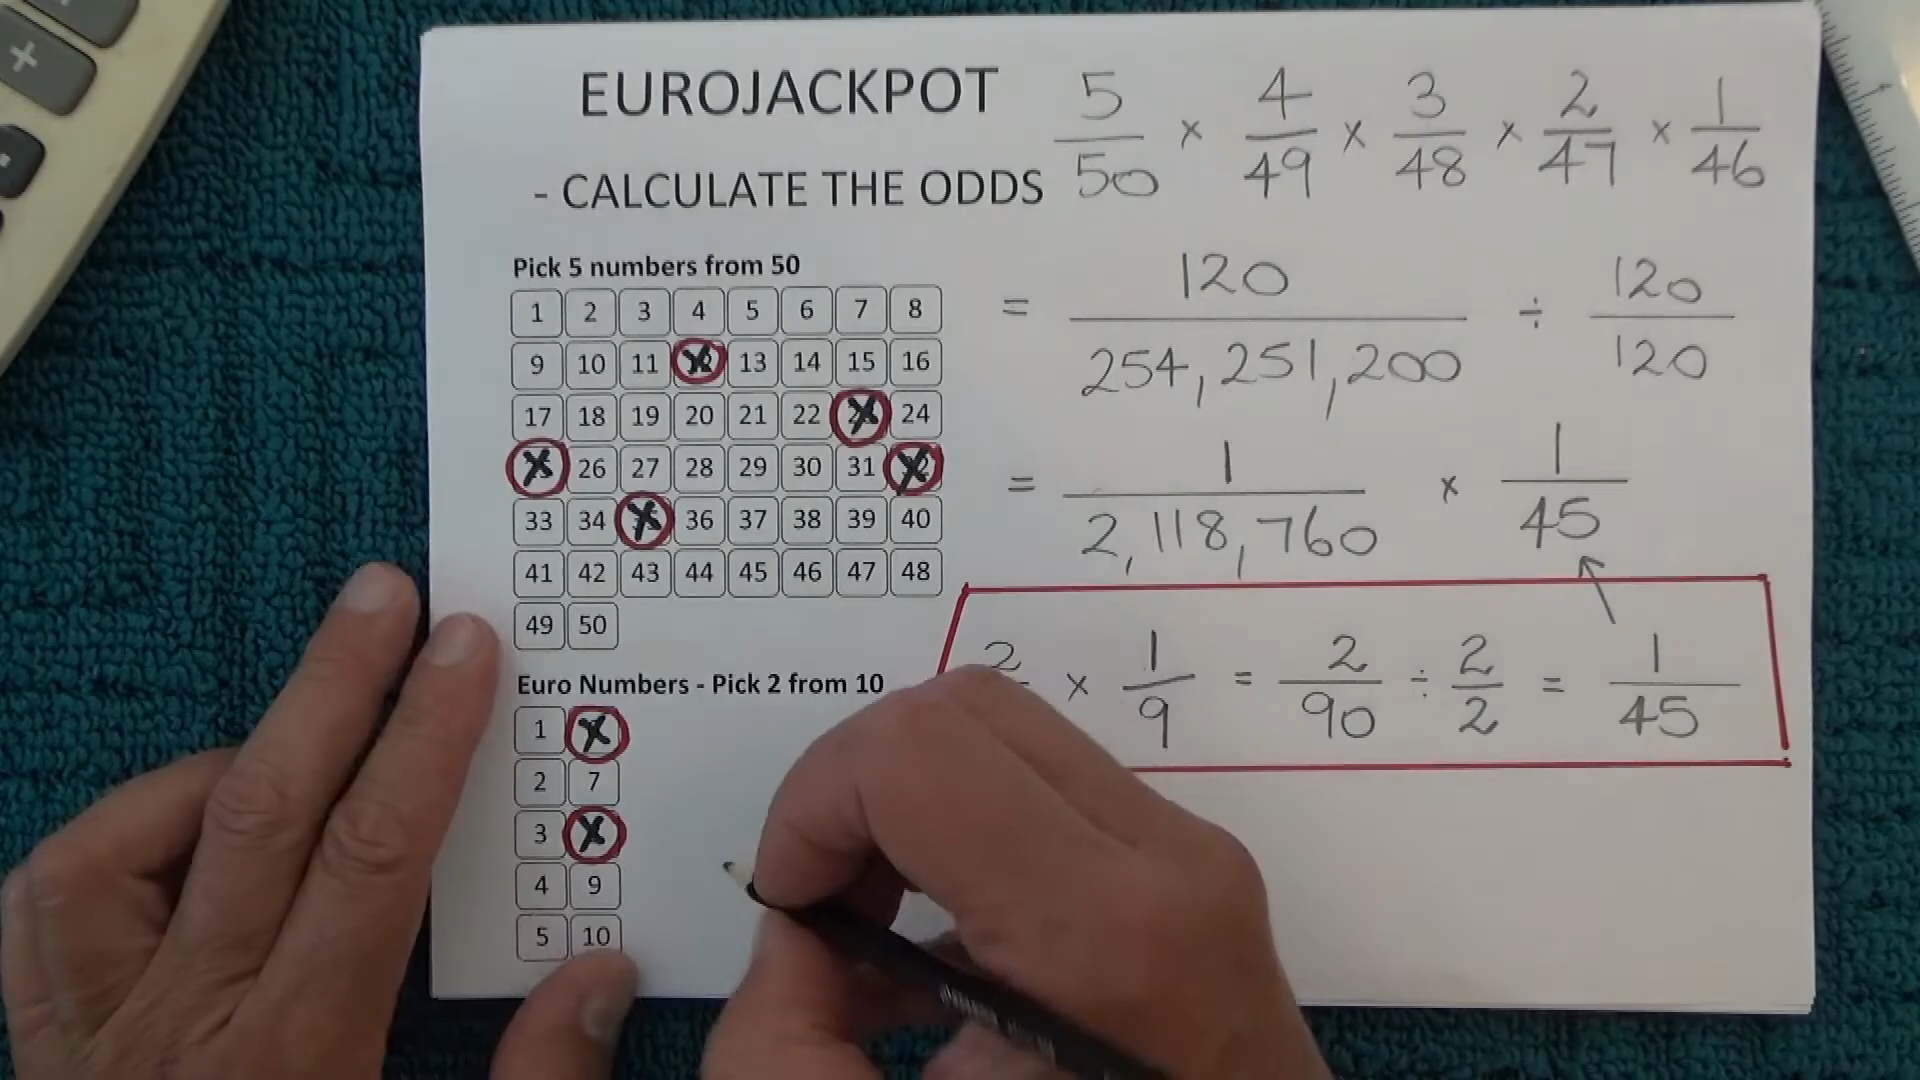 EUROJACKPOT
- CALCULATE THE ODDS
5/50 × 4/49 × 3/48 × 2/47 × 1/46
= 120/254,251,200 ÷ 120/120
= 1/2,118,760 × 1/45
Pick 5 numbers from 50
1 2 3 4 5 6 7 8
9 10 11 13 14 15 16
17 18 19 20 21 22 24
26 27 28 29 30 31
33 34 36 37 38 39 40
41 42 43 44 45 46 47 48
49 50
2 × 1/9 = 2/90 ÷ 2/2 = 1/45
Euro Numbers - Pick 2 from 10
1
2 7
3
4 9
5 10